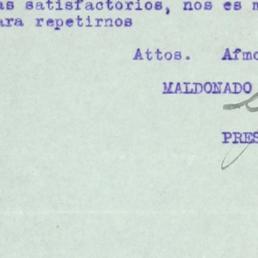 as satisfactorios, nos es m
ara repetirnos
Attos. Afmo
MALDONADO
PRES